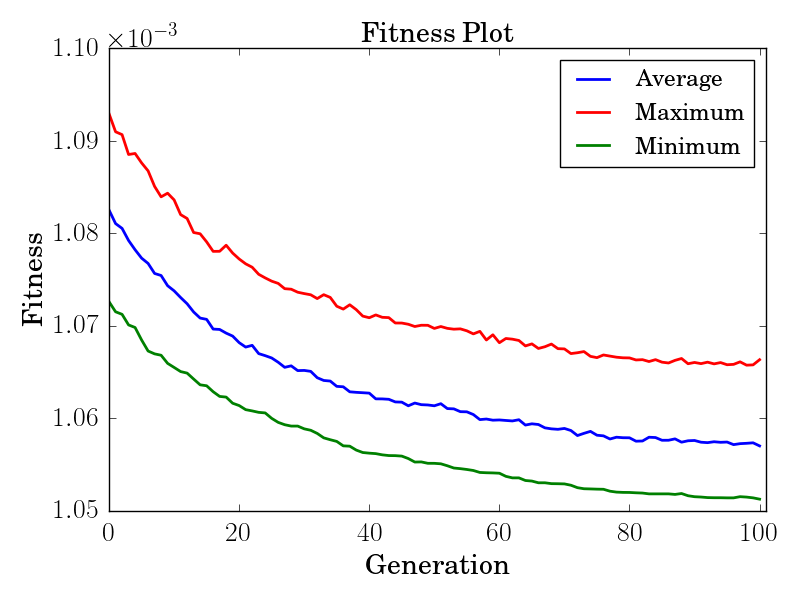 Fitness Plot
×10⁻³
1.10
1.09
1.08
1.07
1.06
1.05
Fitness
Average
Maximum
Minimum
0 20 40 60 80 100
Generation